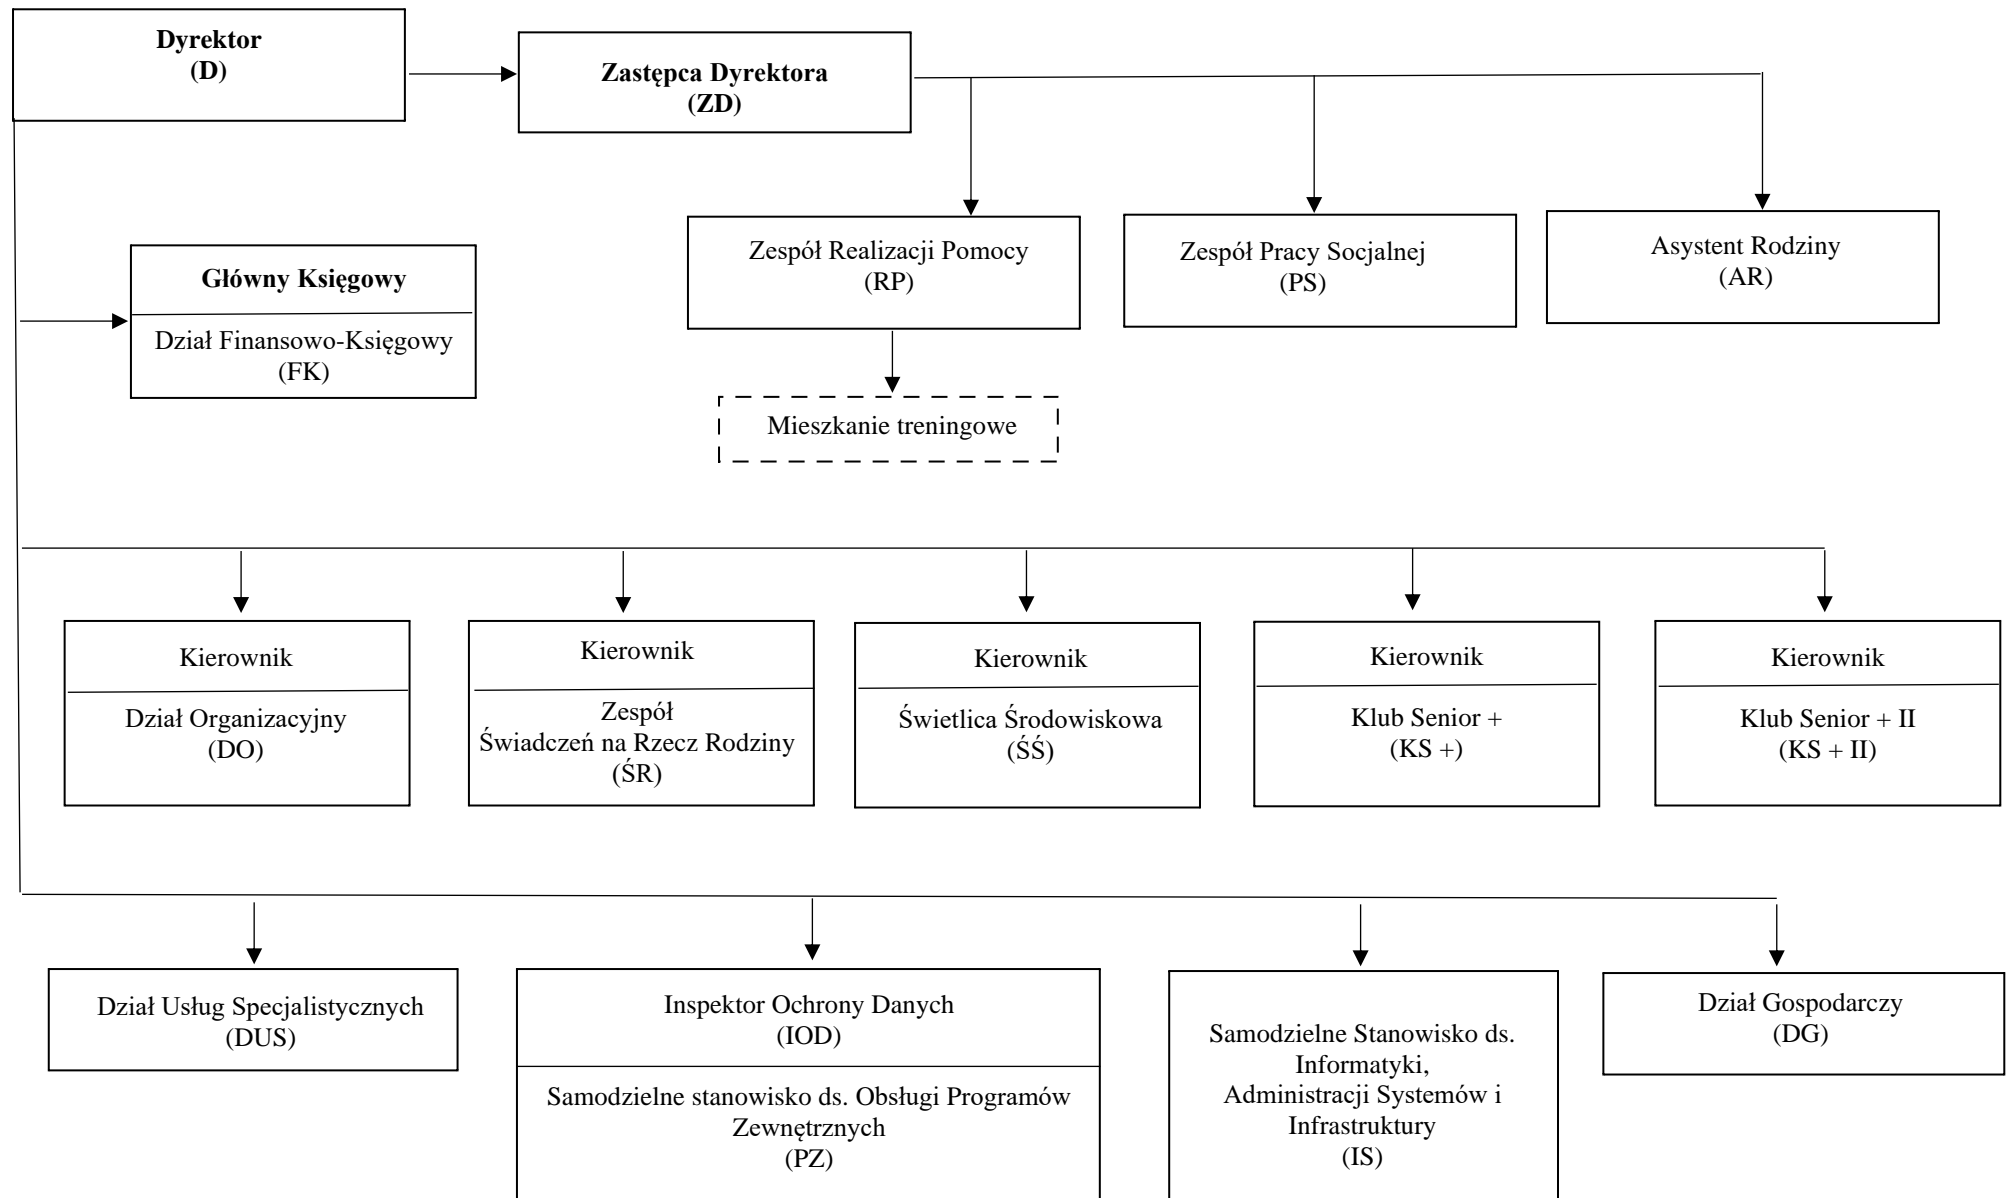 Dyrektor
(D)
Zastępca Dyrektora
(ZD)
Główny Księgowy
Dział Finansowo-Księgowy
(FK)
Zespół Realizacji Pomocy
(RP)
Zespół Pracy Socjalnej
(PS)
Asystent Rodziny
(AR)
Mieszkanie treningowe
Kierownik
Dział Organizacyjny
(DO)
Kierownik
Zespół
Świadczeń na Rzecz Rodziny
(ŚR)
Kierownik
Świetlica Środowiskowa
(ŚŚ)
Kierownik
Klub Senior +
(KS +)
Kierownik
Klub Senior + II
(KS + II)
Dział Usług Specjalistycznych
(DUS)
Inspektor Ochrony Danych
(IOD)
Samodzielne stanowisko ds. Obsługi Programów
Zewnętrznych
(PZ)
Samodzielne Stanowisko ds.
Informatyki,
Administracji Systemów i
Infrastruktury
(IS)
Dział Gospodarczy
(DG)